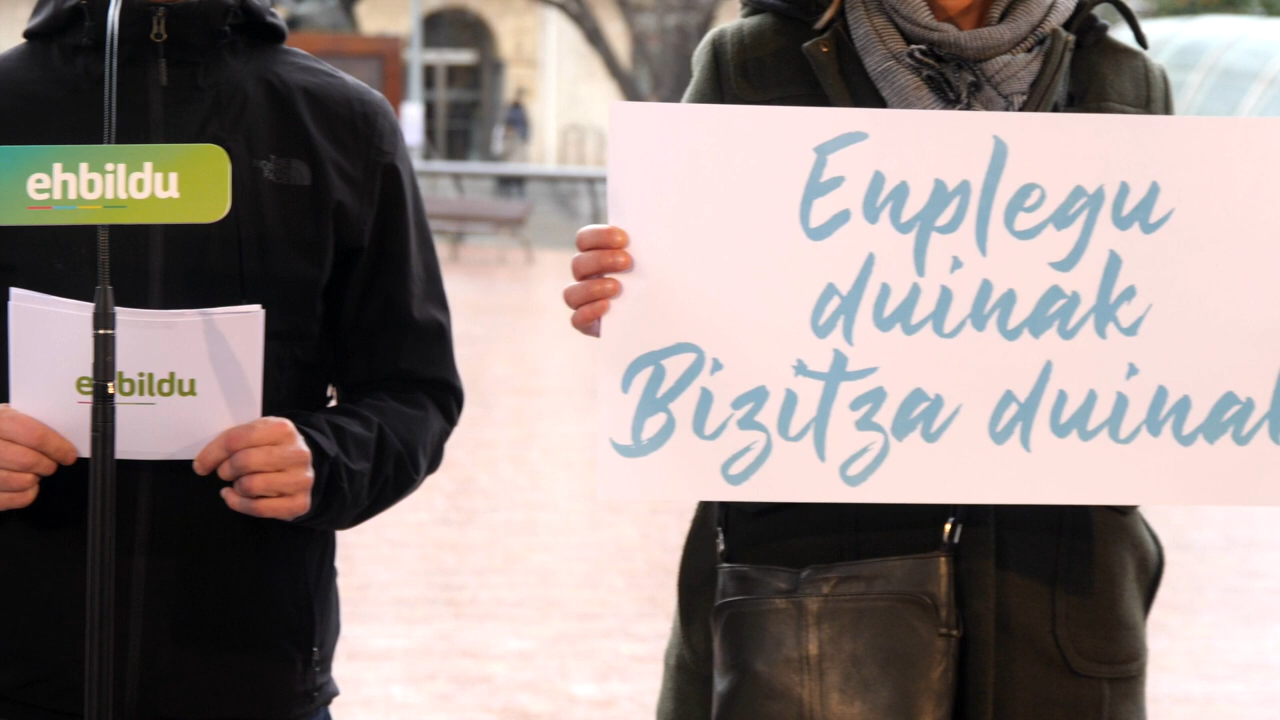 ehbildu
ehbildu
Enplegu
duinak
Bizitza duinak